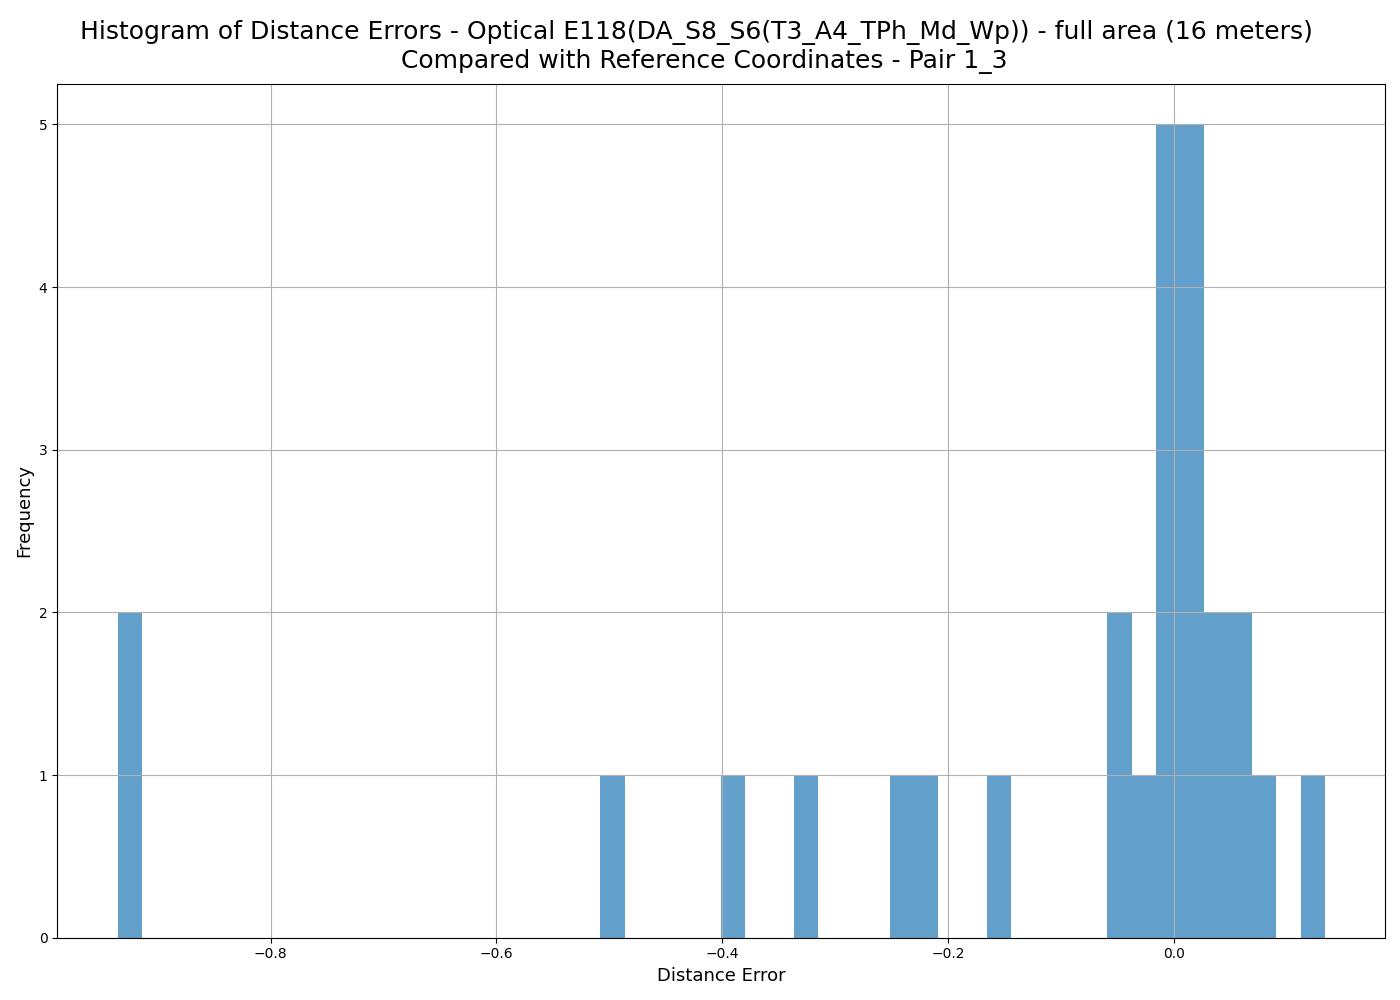 Histogram of Distance Errors - Optical E118(DA_S8_S6(T3_A4_TPh_Md_Wp)) - full area (16 meters)
Compared with Reference Coordinates - Pair 1_3
5
4
3
2
1
0
Frequency
−0.8
−0.6
−0.4
−0.2
0.0
Distance Error